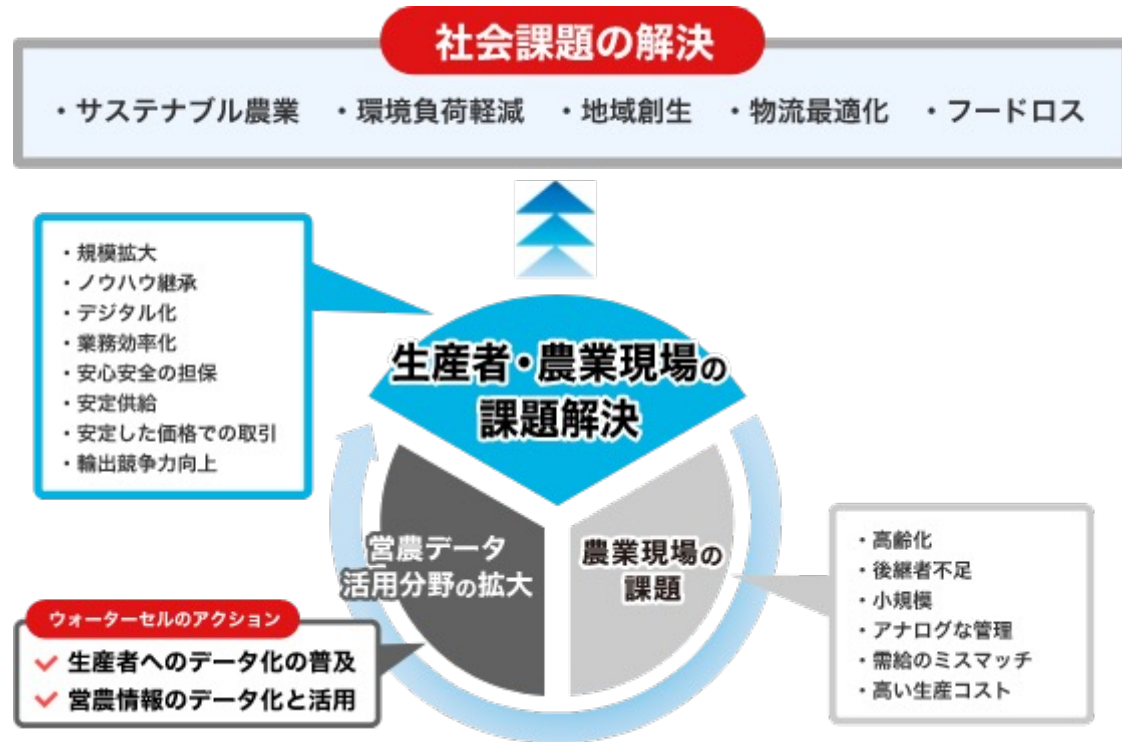 社会課題の解決
・サステナブル農業 ・環境負荷軽減 ・地域創生 ・物流最適化 ・フードロス
・規模拡大
・ノウハウ継承
・デジタル化
・業務効率化
・安心安全の担保
・安定供給
・安定した価格での取引
・輸出競争力向上
生産者・農業現場の
課題解決
営農データ
活用分野の拡大
農業現場の
課題
・高齢化
・後継者不足
・小規模
・アナログな管理
・需給のミスマッチ
・高い生産コスト
ウォーターセルのアクション
生産者へのデータ化の普及
営農情報のデータ化と活用